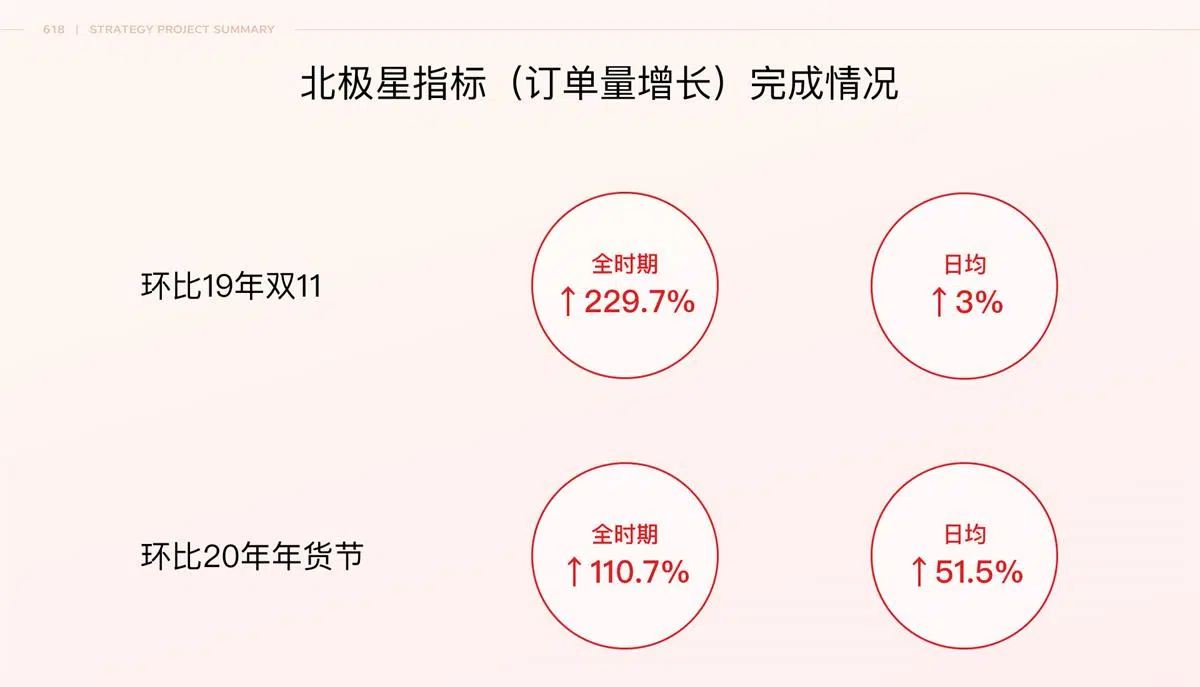 618 | STRATEGY PROJECT SUMMARY
北极星指标（订单量增长）完成情况
环比19年双11
全时期
↑229.7%
日均
↑3%
环比20年年货节
全时期
↑110.7%
日均
↑51.5%